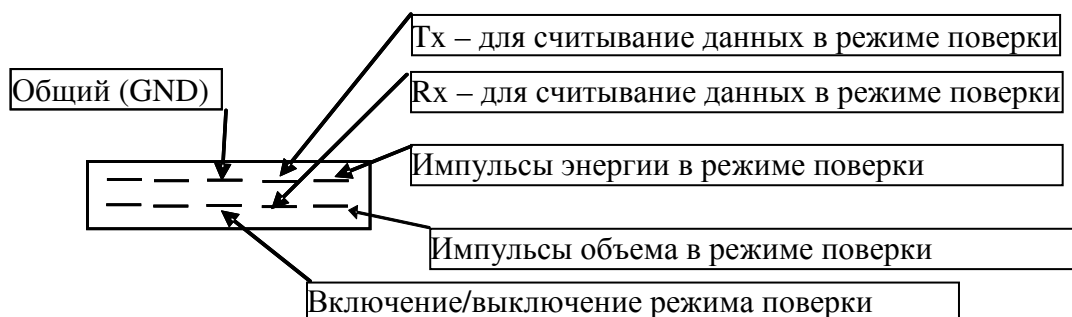 Tx – для считывание данных в режиме поверки
Общий (GND)
Rx – для считывание данных в режиме поверки
Импульсы энергии в режиме поверки
Импульсы объема в режиме поверки
Включение/выключение режима поверки